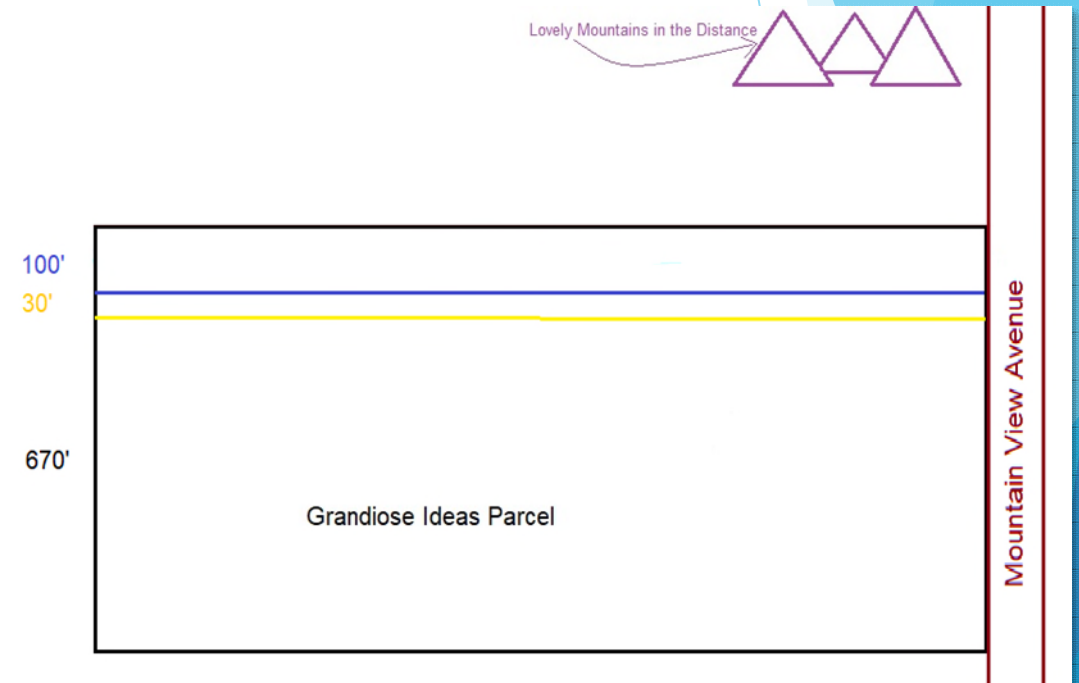 Lovely Mountains in the Distance
100'
30'
670'
Grandiose Ideas Parcel
Mountain View Avenue